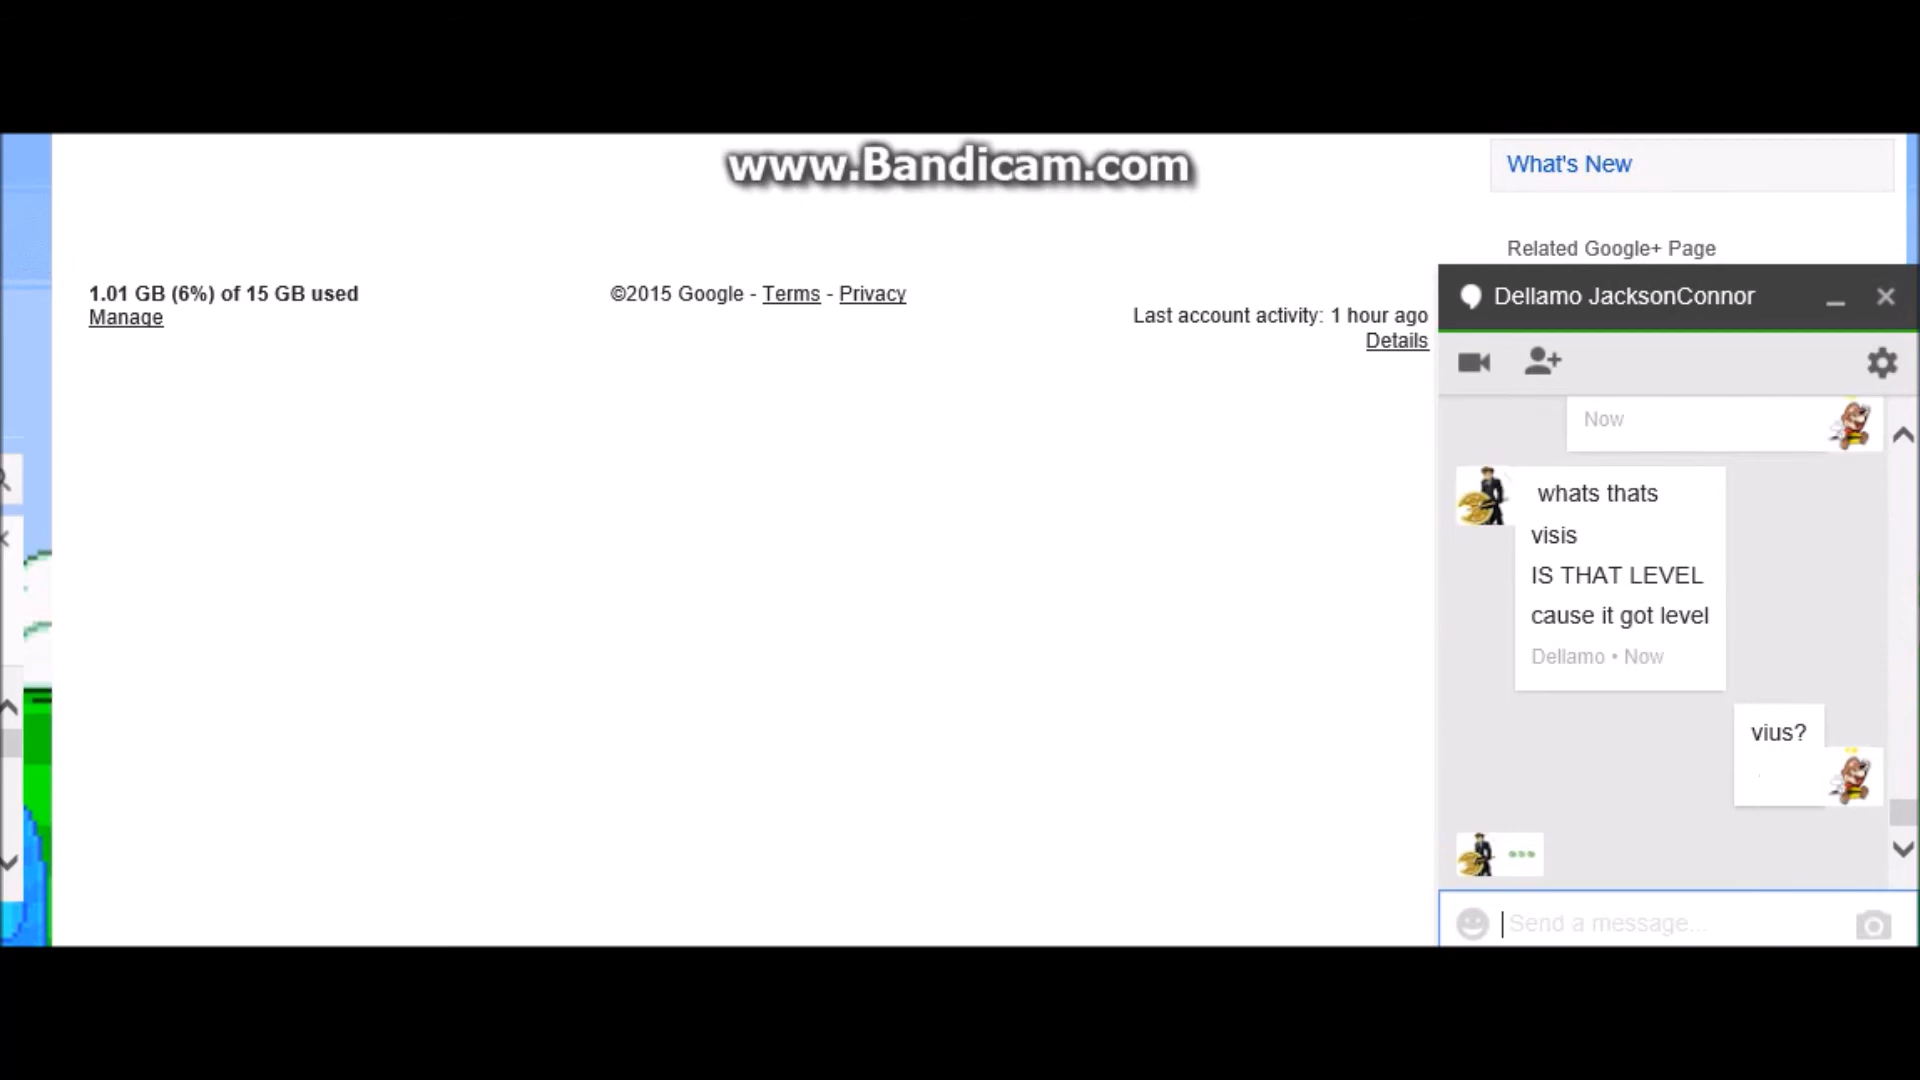 www.Bandicam.com
What's New
Related Google+ Page
1.01 GB (6%) of 15 GB used
Manage
©2015 Google - Terms - Privacy
Last account activity: 1 hour ago
Details
Dellamo JacksonConnor
Now
whats thats
visis
IS THAT LEVEL
cause it got level
Dellamo • Now
vius?
Send a message...